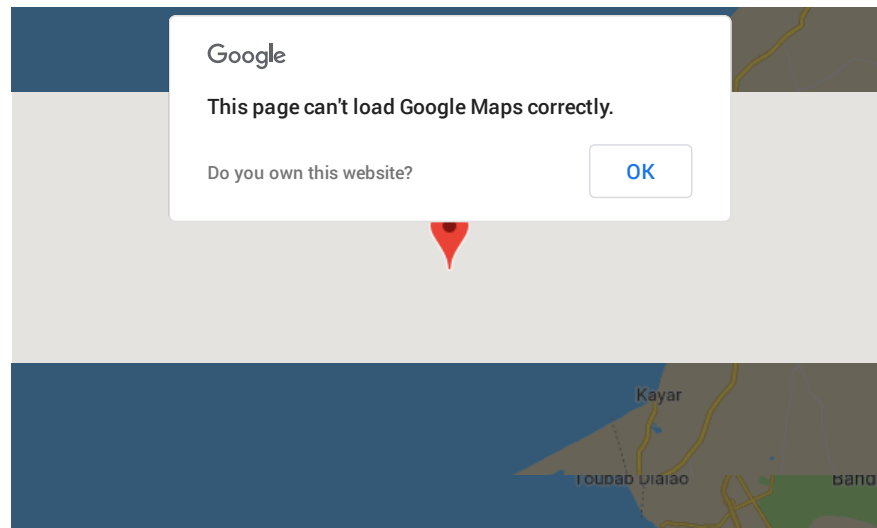 Google
This page can't load Google Maps correctly.
Do you own this website?
OK
Kayar
Toubab Dialao
Band